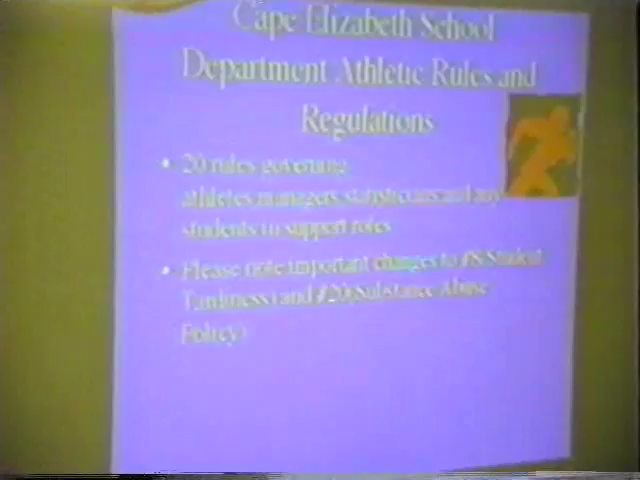 Cape Elizabeth School
Department Athletic Rules and
Regulations
• 20 rules governing
athletes,managers,statisticians and any
students in support roles
• Please note important changes to #8(Student
Tardiness) and #20(Substance Abuse
Policy)